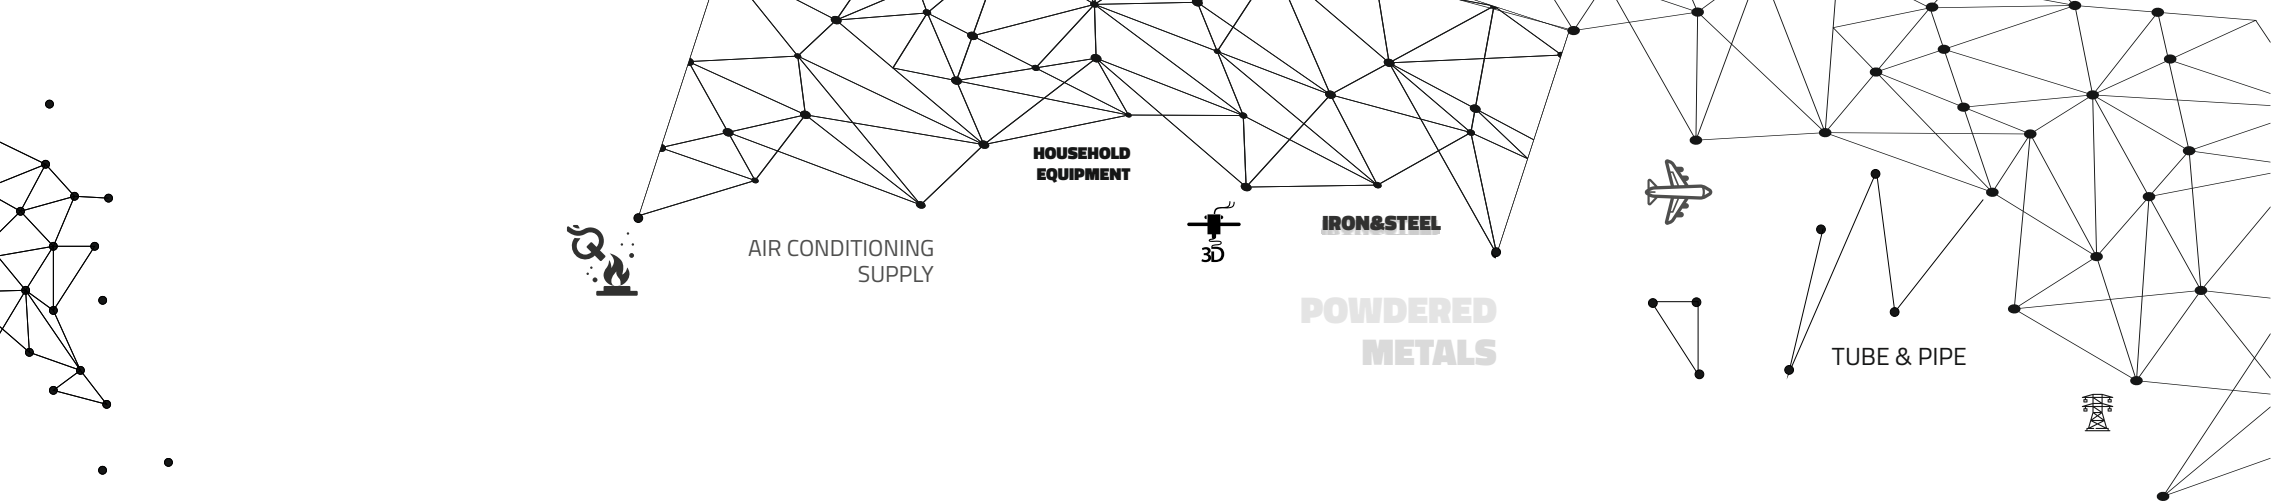 HOUSEHOLD
EQUIPMENT
AIR CONDITIONING
SUPPLY
3D
IRON&STEEL
POWDERED
METALS
TUBE & PIPE